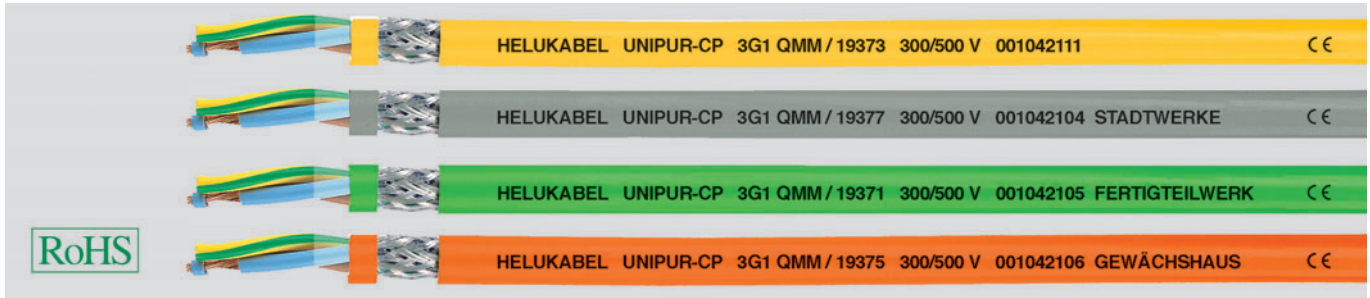 HELUKABEL UNIPUR-CP 3G1 QMM / 19373 300/500 V 001042111 CE
HELUKABEL UNIPUR-CP 3G1 QMM / 19377 300/500 V 001042104 STADTWERKE CE
HELUKABEL UNIPUR-CP 3G1 QMM / 19371 300/500 V 001042105 FERTIGTEILWERK CE
HELUKABEL UNIPUR-CP 3G1 QMM / 19375 300/500 V 001042106 GEWÄCHSHAUS CE
RoHS